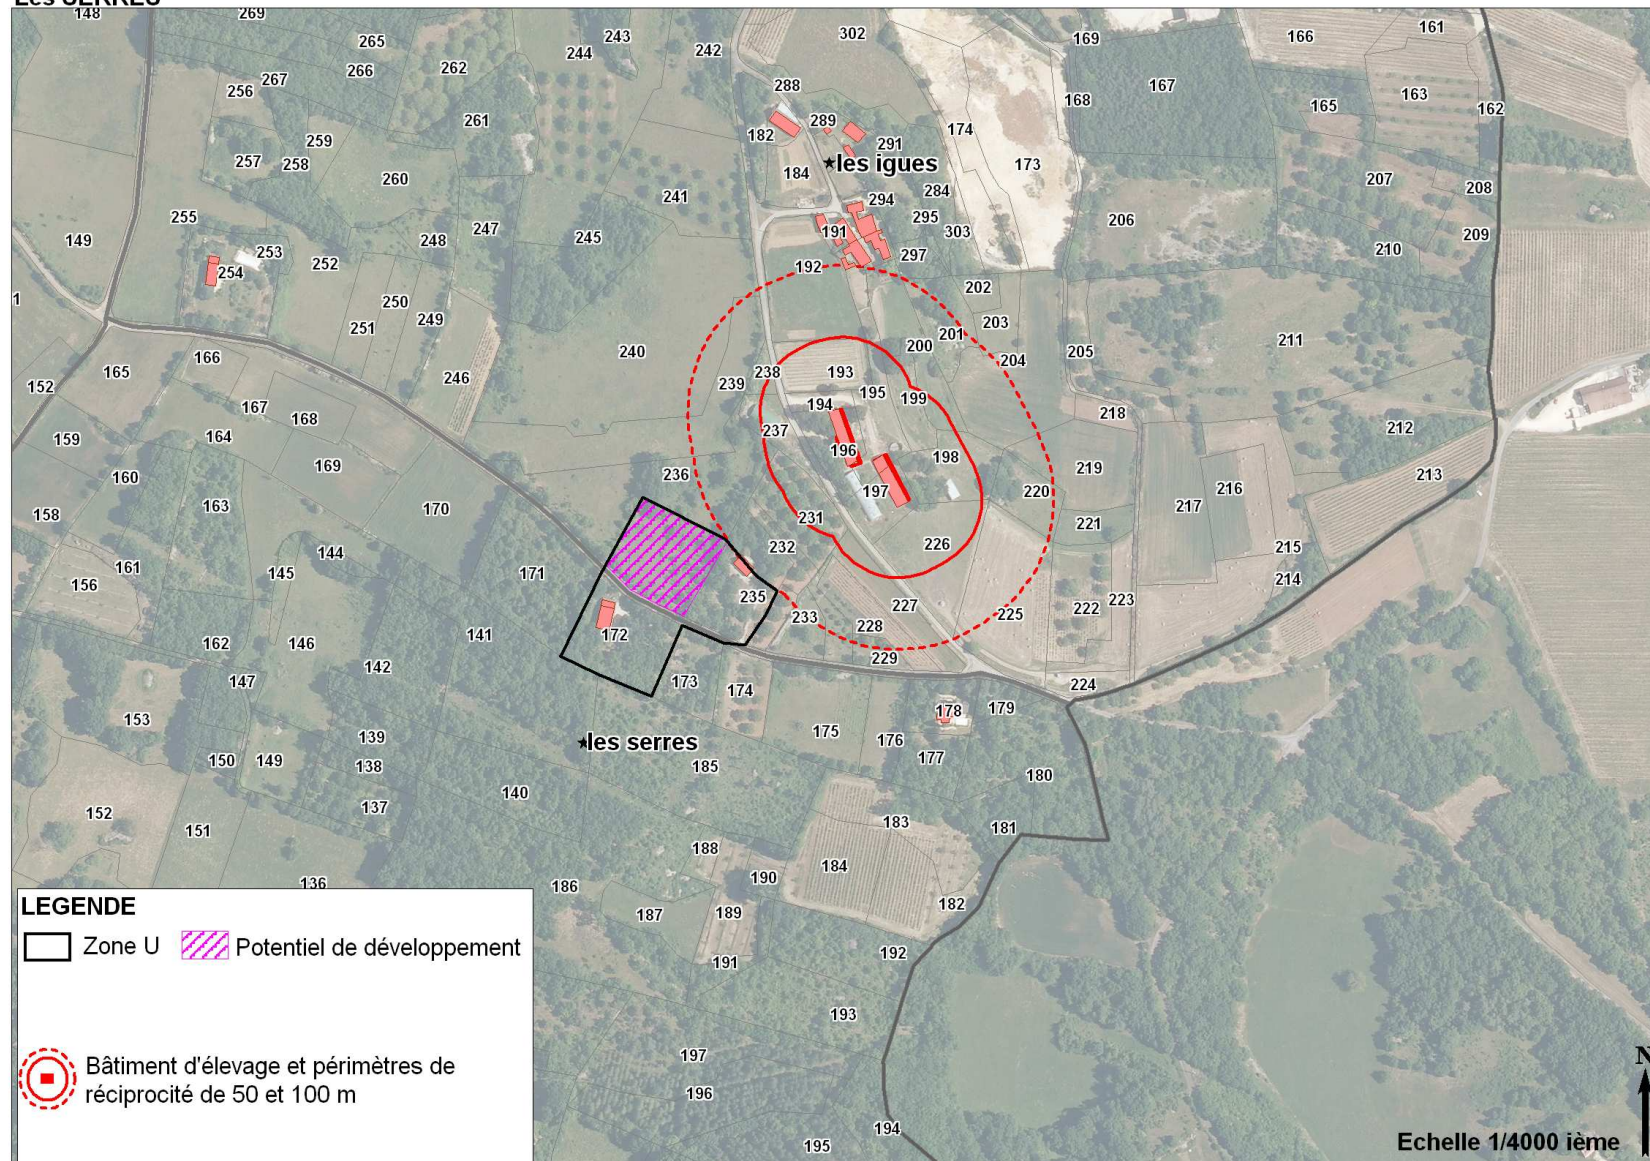 Les SERRES
148 269 265 243 242 302 169 166 161
244
262 266 267 256 288 168 167 163 165 162
261 289 182 174
259 291
257 258 ★les igues 173
260 184 207 208
241 284
294
255 295 206
247 191 303 209
149 248 245 210
253 252 297
254 192
202
1 250
203
251 249 201 211
240 200 204 205
166
165 238 193
152 246 239 195 199
167 194 218
168
164 237 212
159 196 198
169 219
160 236 197 213
163 216
158 170 220 217
231 221
232 226 215
144
161 145 171
156 235 214
227 223
233 225 222
228
172
162 146 141
142 229
147 173 174 224
153 178 179
175
139 ★les serres 176
150 149 177
138 185 180
140
152 137
151 183 181
188
184
190
136 186 182
187 189
LEGENDE
Zone U Potentiel de développement
192
191
193
197
Bâtiment d'élevage et périmètres de
réciprocité de 50 et 100 m
196
194
195
N
Echelle 1/4000 ième